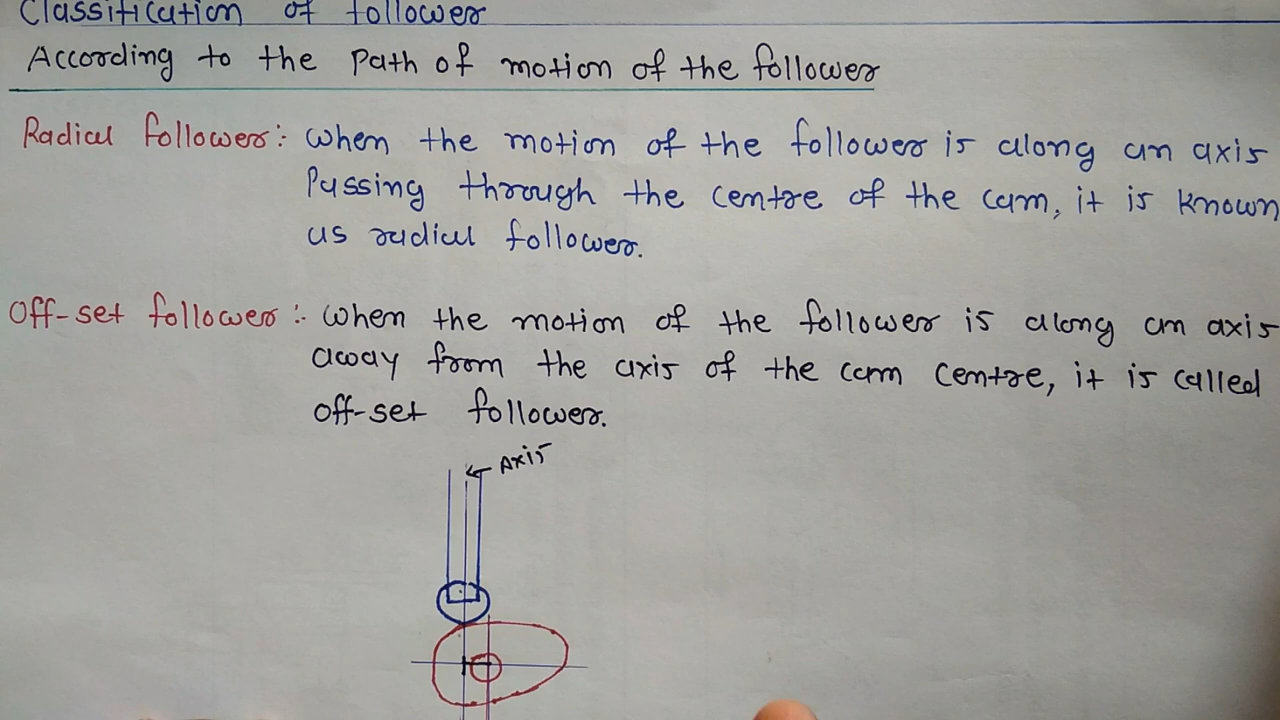 Classification of follower
According to the path of motion of the follower
Radial follower:- when the motion of the follower is along an axis
Passing through the centre of the cam, it is known
as radial follower.
Off-set follower:- when the motion of the follower is along an axis
away from the axis of the cam centre, it is called
off-set follower.
Axis